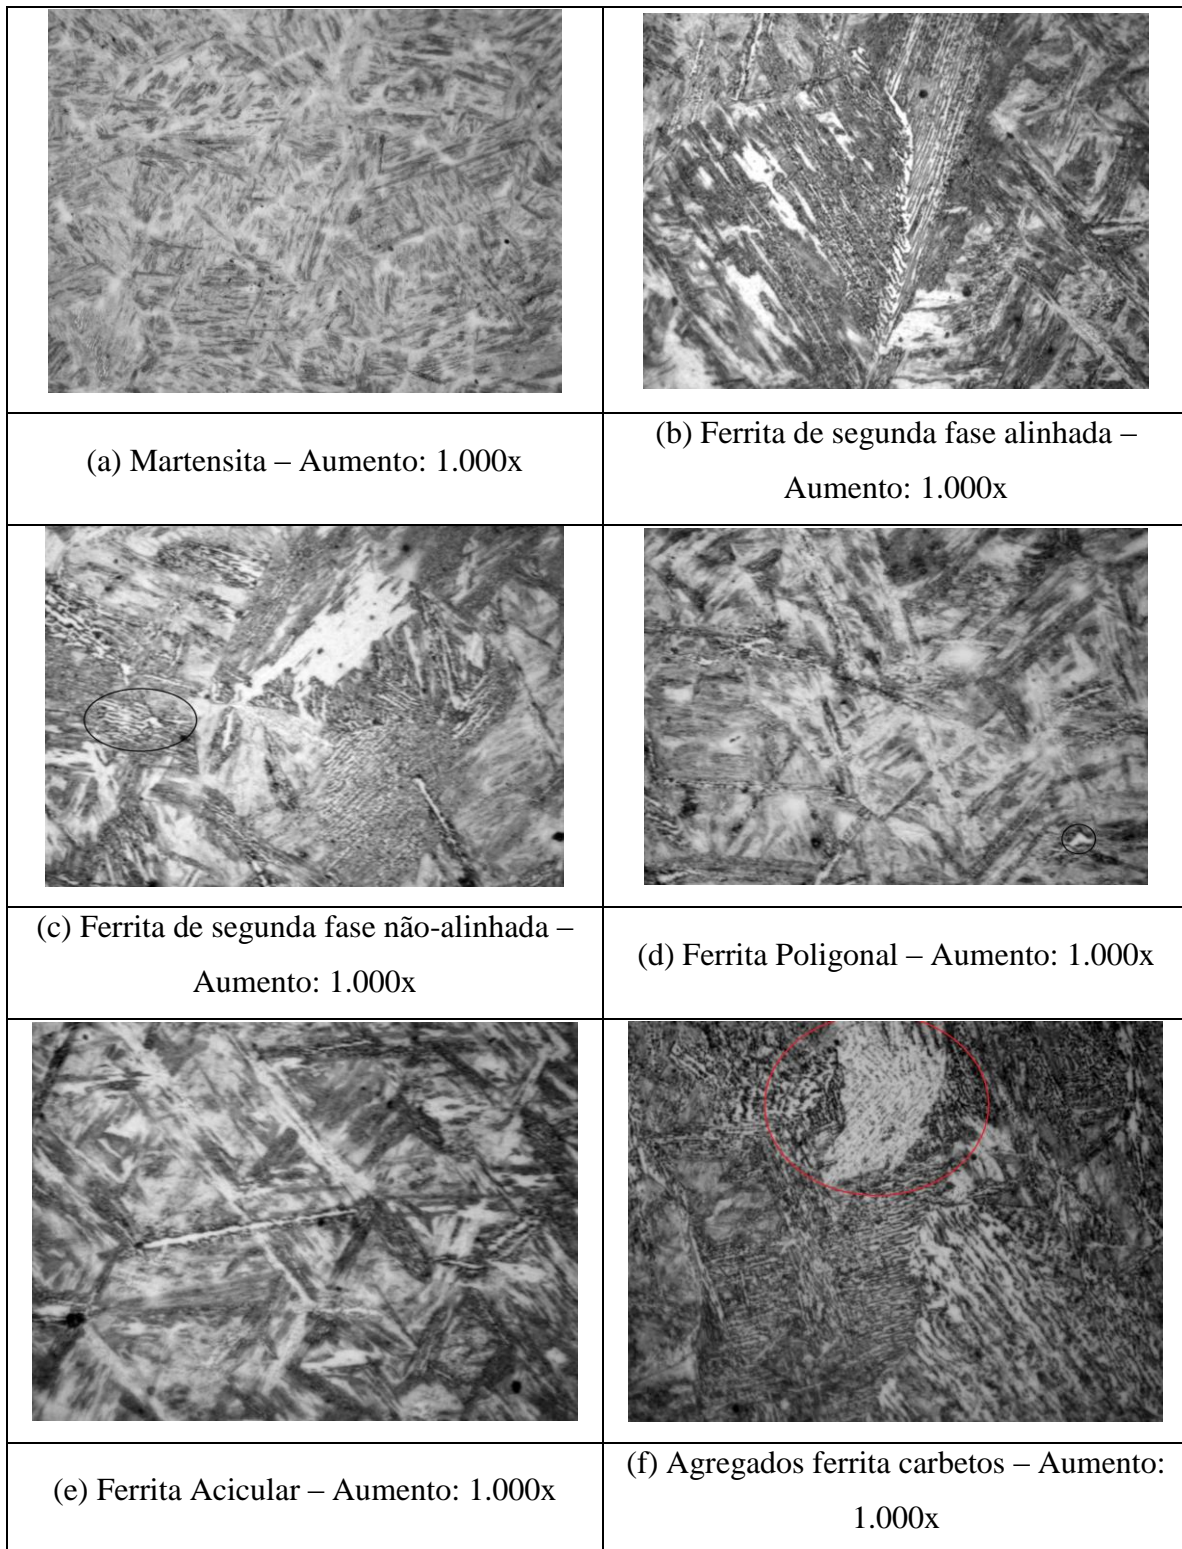 (a) Martensita – Aumento: 1.000x
(b) Ferrita de segunda fase alinhada –
Aumento: 1.000x
(c) Ferrita de segunda fase não-alinhada –
Aumento: 1.000x
(d) Ferrita Poligonal – Aumento: 1.000x
(e) Ferrita Acicular – Aumento: 1.000x
(f) Agregados ferrita carbetos – Aumento:
1.000x